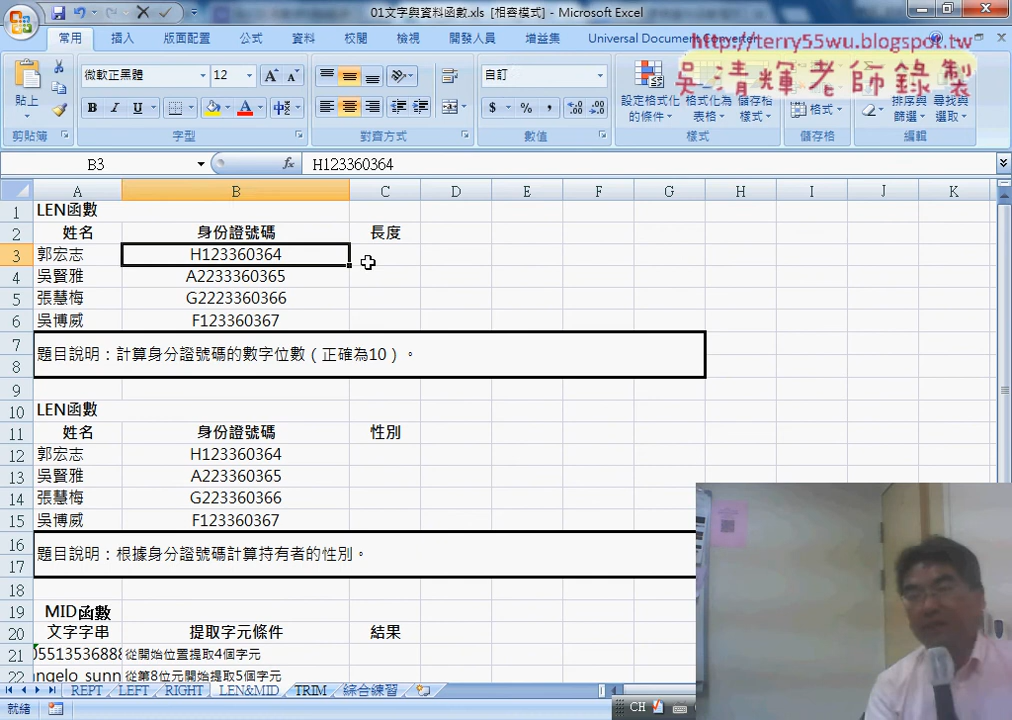 01文字與資料函數.xls [相容模式] - Microsoft Excel
常用 插入 版面配置 公式 資料 校閱 檢視 開發人員 增益集 Universal Document Converter
http://terry55wu.blogspot.tw
吳清輝老師錄製
貼上 微軟正黑體 12 自訂
B I U A 中 $ % , 設定格式化的條件 格式化為表格 儲存格樣式 格式 排序與篩選 尋找與選取
剪貼簿 字型 對齊方式 數值 樣式 儲存格 編輯
B3 fx H123360364
A B C D E F G H I J K
1 LEN函數
2 姓名 身份證號碼 長度
3 郭宏志 H123360364
4 吳賢雅 A2233360365
5 張慧梅 G2223360366
6 吳博威 F123360367
7 題目說明：計算身分證號碼的數字位數（正確為10）。
8
9
10 LEN函數
11 姓名 身份證號碼 性別
12 郭宏志 H123360364
13 吳賢雅 A223360365
14 張慧梅 G223360366
15 吳博威 F123360367
16 題目說明：根據身分證號碼計算持有者的性別。
17
18
19 MID函數
20 文字字串 提取字元條件 結果
21 0551353688 從開始位置提取4個字元
22 angelo sunn 從第8位元開始提取5個字元
REPT LEFT RIGHT LEN&MID TRIM 綜合練習
就緒 CH